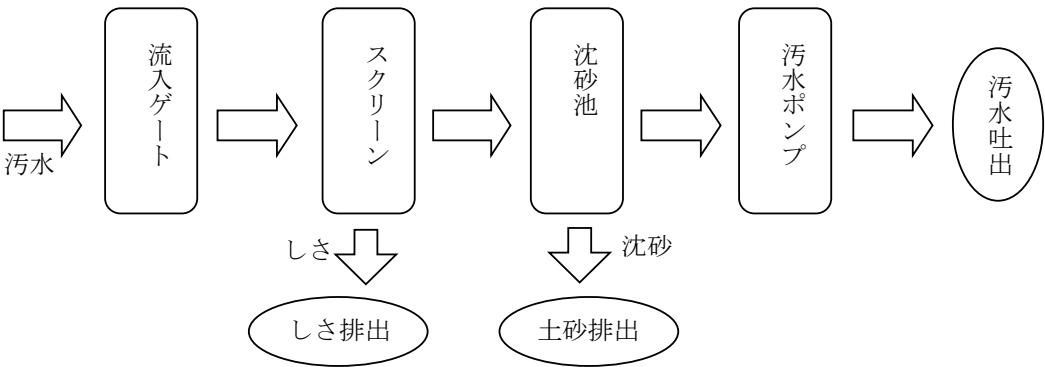 汚水
流入ゲート
スクリーン
沈砂池
汚水ポンプ
汚水吐出
しさ
沈砂
しさ排出
土砂排出